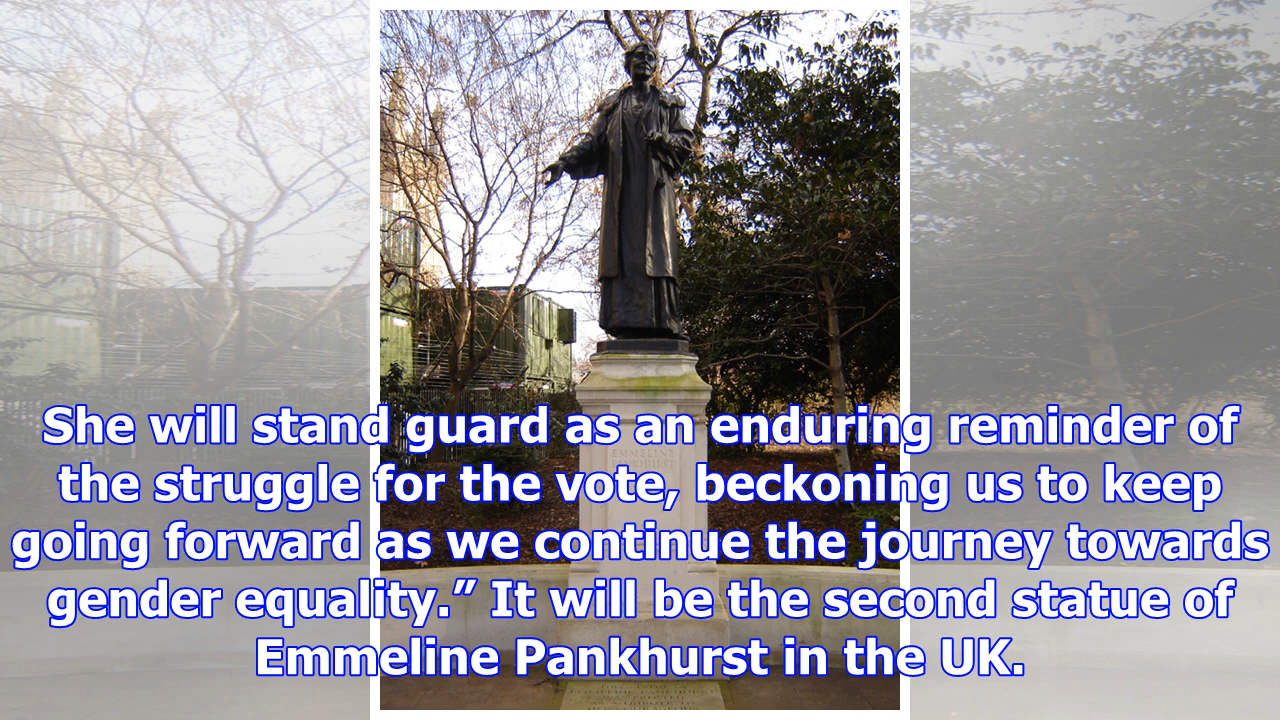 She will stand guard as an enduring reminder of
the struggle for the vote, beckoning us to keep
going forward as we continue the journey towards
gender equality.” It will be the second statue of
Emmeline Pankhurst in the UK.
EMMELINE
PANKHURST